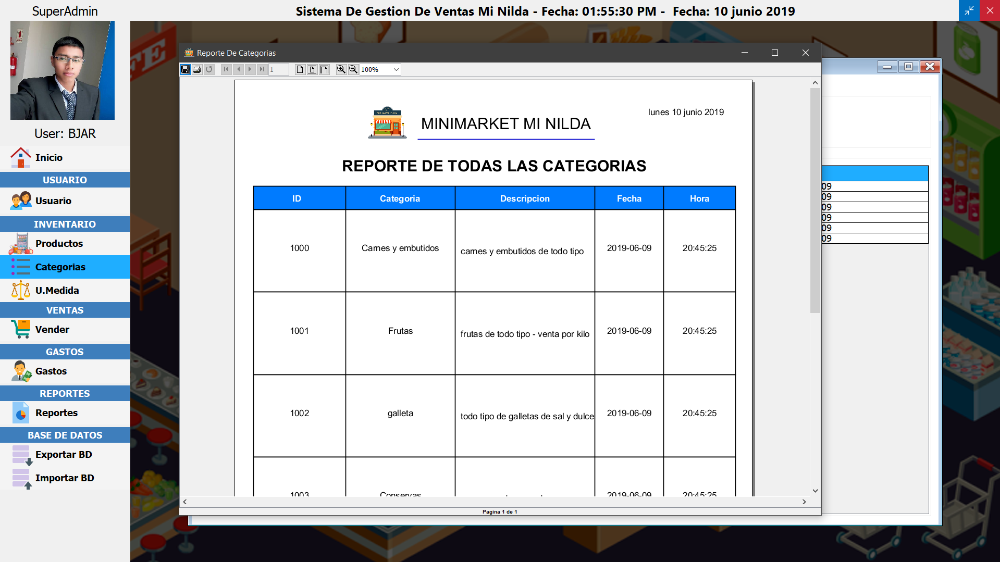 SuperAdmin
Sistema De Gestion De Ventas Mi Nilda - Fecha: 01:55:30 PM -  Fecha: 10 junio 2019
User: BJAR
Inicio
USUARIO
Usuario
INVENTARIO
Productos
Categorias
U.Medida
VENTAS
Vender
GASTOS
Gastos
REPORTES
Reportes
BASE DE DATOS
Exportar BD
Importar BD
Reporte De Categorias
1
100%
lunes 10 junio 2019
MINIMARKET MI NILDA
REPORTE DE TODAS LAS CATEGORIAS
ID Categoria Descripcion Fecha Hora
1000 Carnes y embutidos carnes y embutidos de todo tipo 2019-06-09 20:45:25
1001 Frutas frutas de todo tipo - venta por kilo 2019-06-09 20:45:25
1002 galleta todo tipo de galletas de sal y dulce 2019-06-09 20:45:25
1003 Conservas 2019-06-09 20:45:25
Pagina 1 de 1
09
09
09
09
09
09